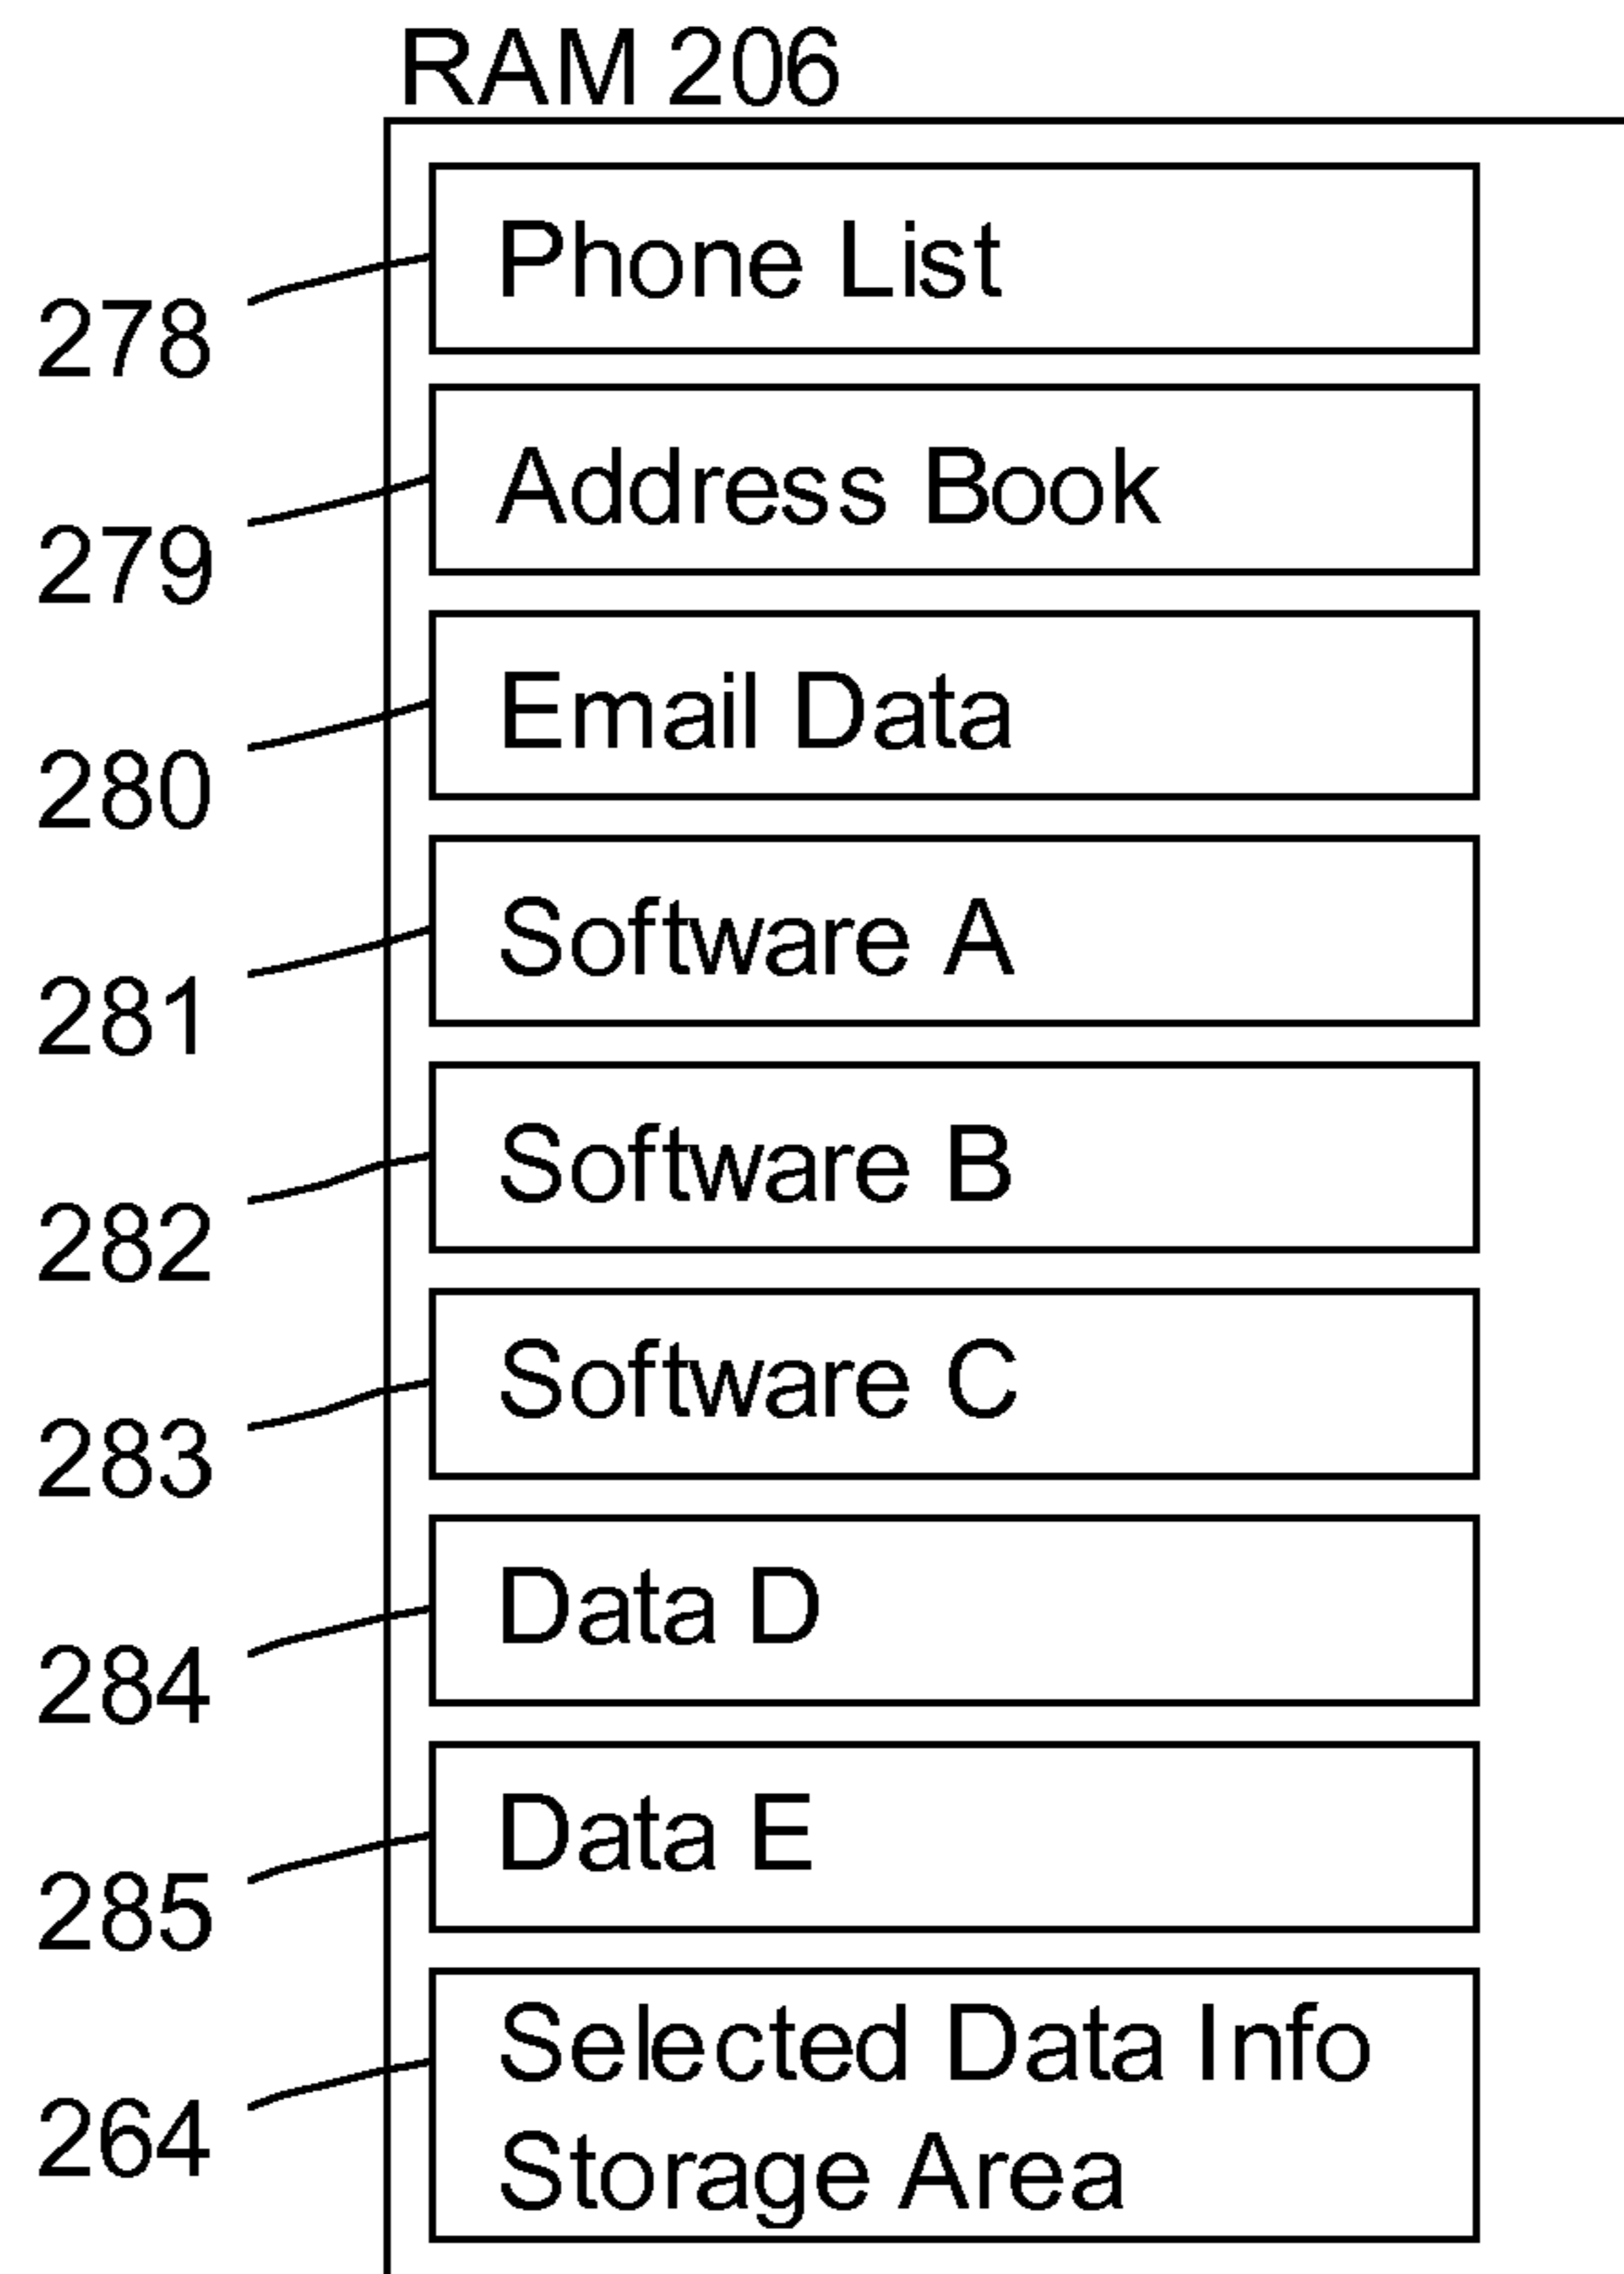 RAM 206
278 Phone List
279 Address Book
280 Email Data
281 Software A
282 Software B
283 Software C
284 Data D
285 Data E
264 Selected Data Info
Storage Area